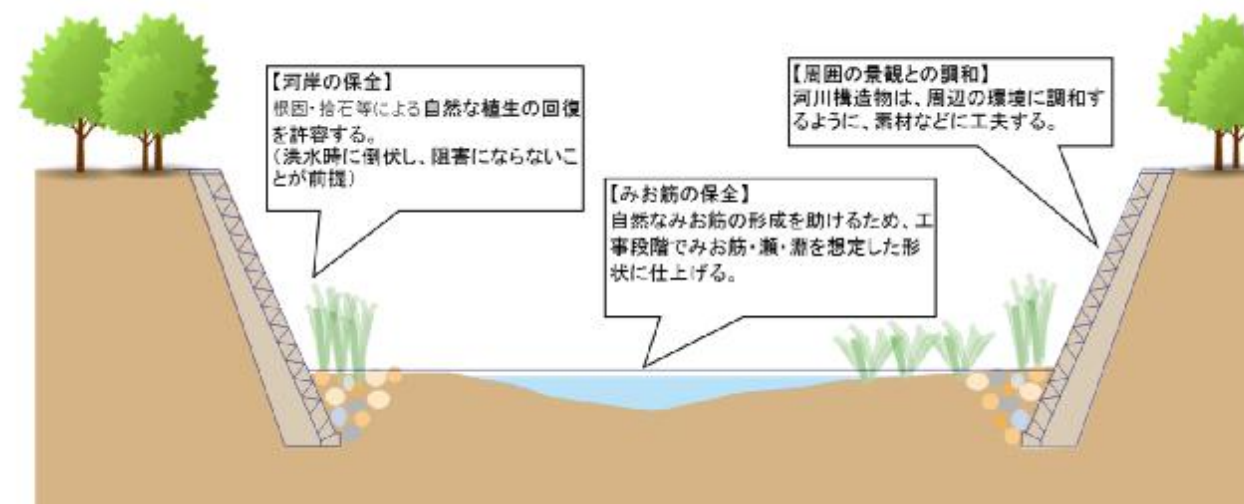 【河岸の保全】
根固・捨石等による自然な植生の回復
を許容する。
(洪水時に倒伏し、阻害にならないこ
とが前提)
【みお筋の保全】
自然なみお筋の形成を助けるため、工
事段階でみお筋・瀬・淵を想定した形
状に仕上げる。
【周囲の景観との調和】
河川構造物は、周辺の環境に調和す
るように、素材などに工夫する。